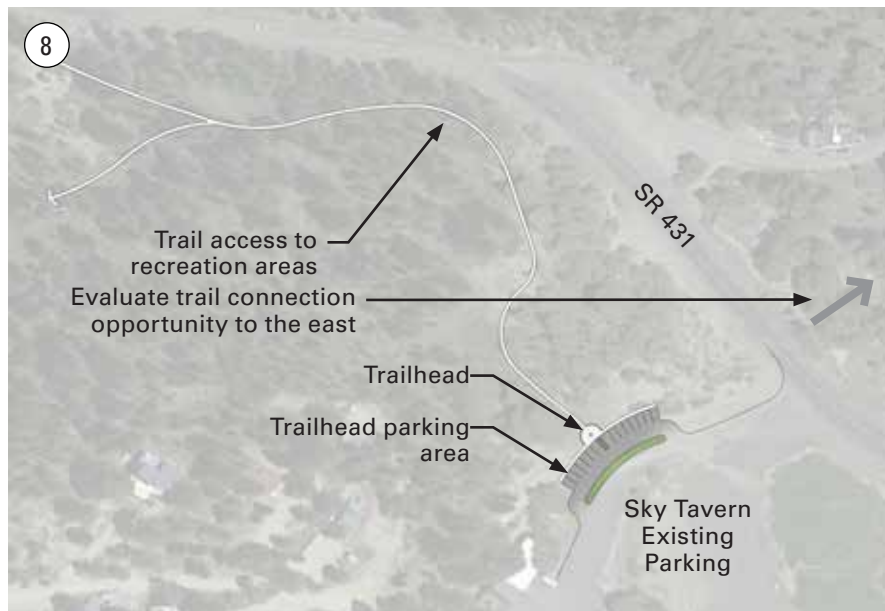 8
SR 431
Trail access to
recreation areas
Evaluate trail connection
opportunity to the east
Trailhead
Trailhead parking
area
Sky Tavern
Existing
Parking